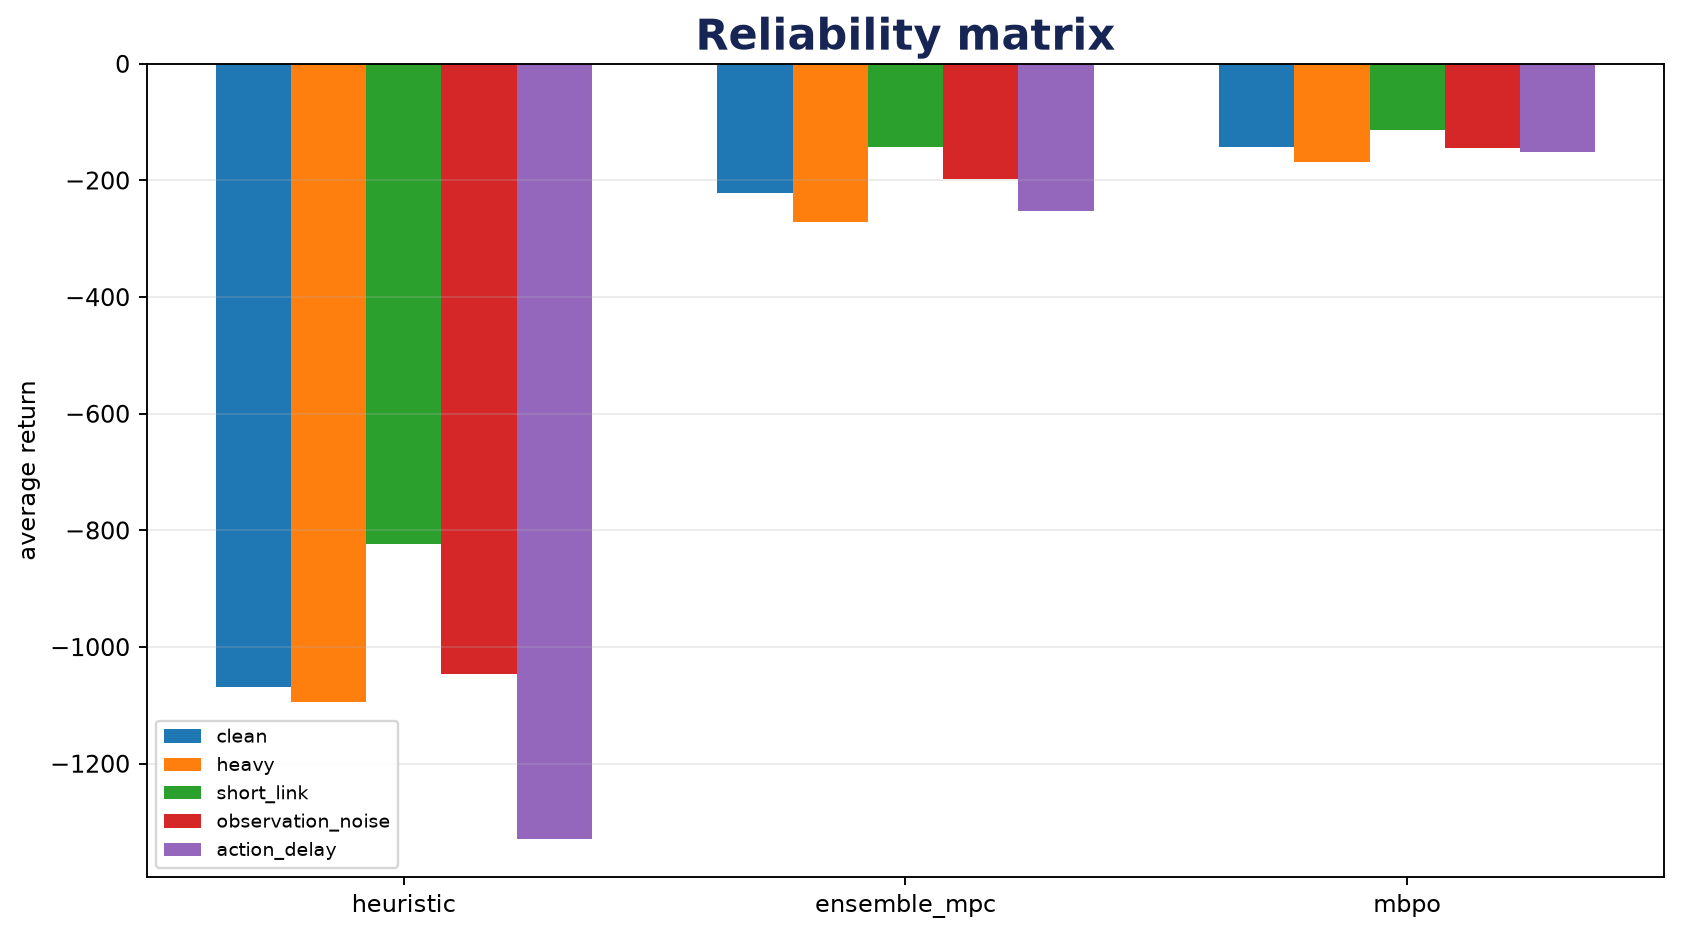 Reliability matrix
0
−200
−400
−600
−800
−1000
−1200
average return
clean
heavy
short_link
observation_noise
action_delay
heuristic
ensemble_mpc
mbpo